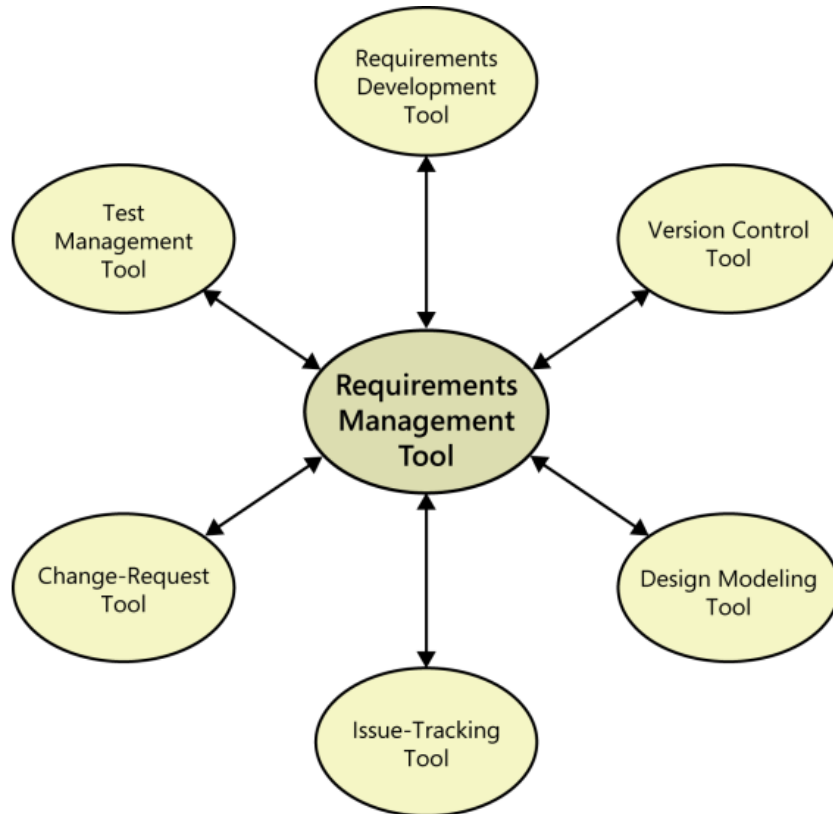 Requirements
Development
Tool
Test
Management
Tool
Version Control
Tool
Requirements
Management
Tool
Change-Request
Tool
Design Modeling
Tool
Issue-Tracking
Tool